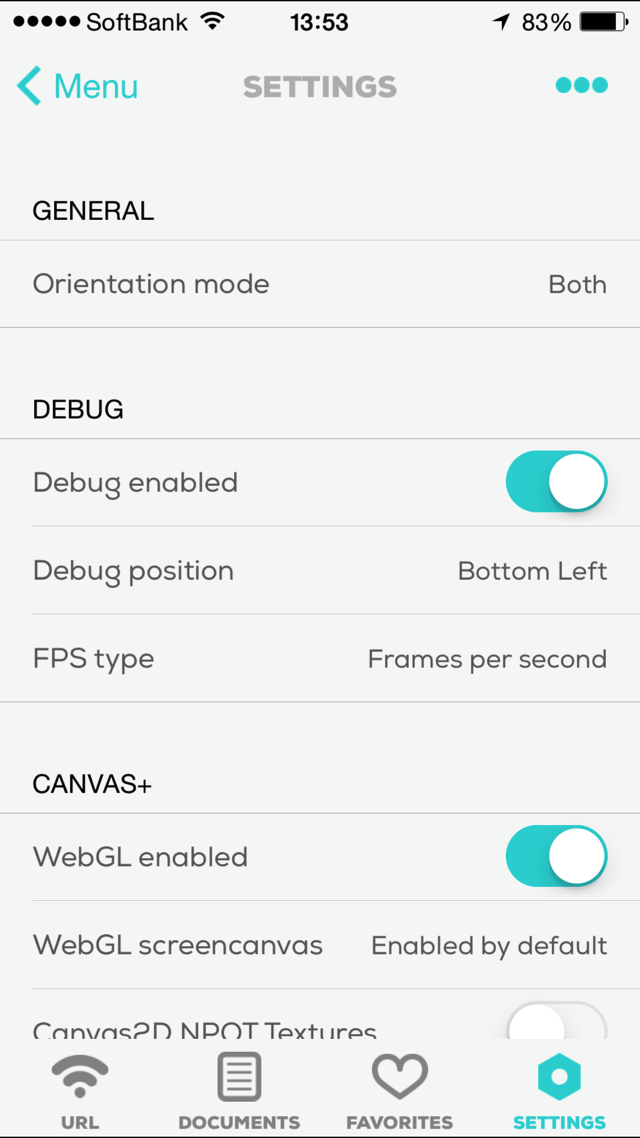 SoftBank 13:53 83%
Menu SETTINGS
GENERAL
Orientation mode Both
DEBUG
Debug enabled
Debug position Bottom Left
FPS type Frames per second
CANVAS+
WebGL enabled
WebGL screencanvas Enabled by default
Canvas2D NPOT Textures
URL DOCUMENTS FAVORITES SETTINGS